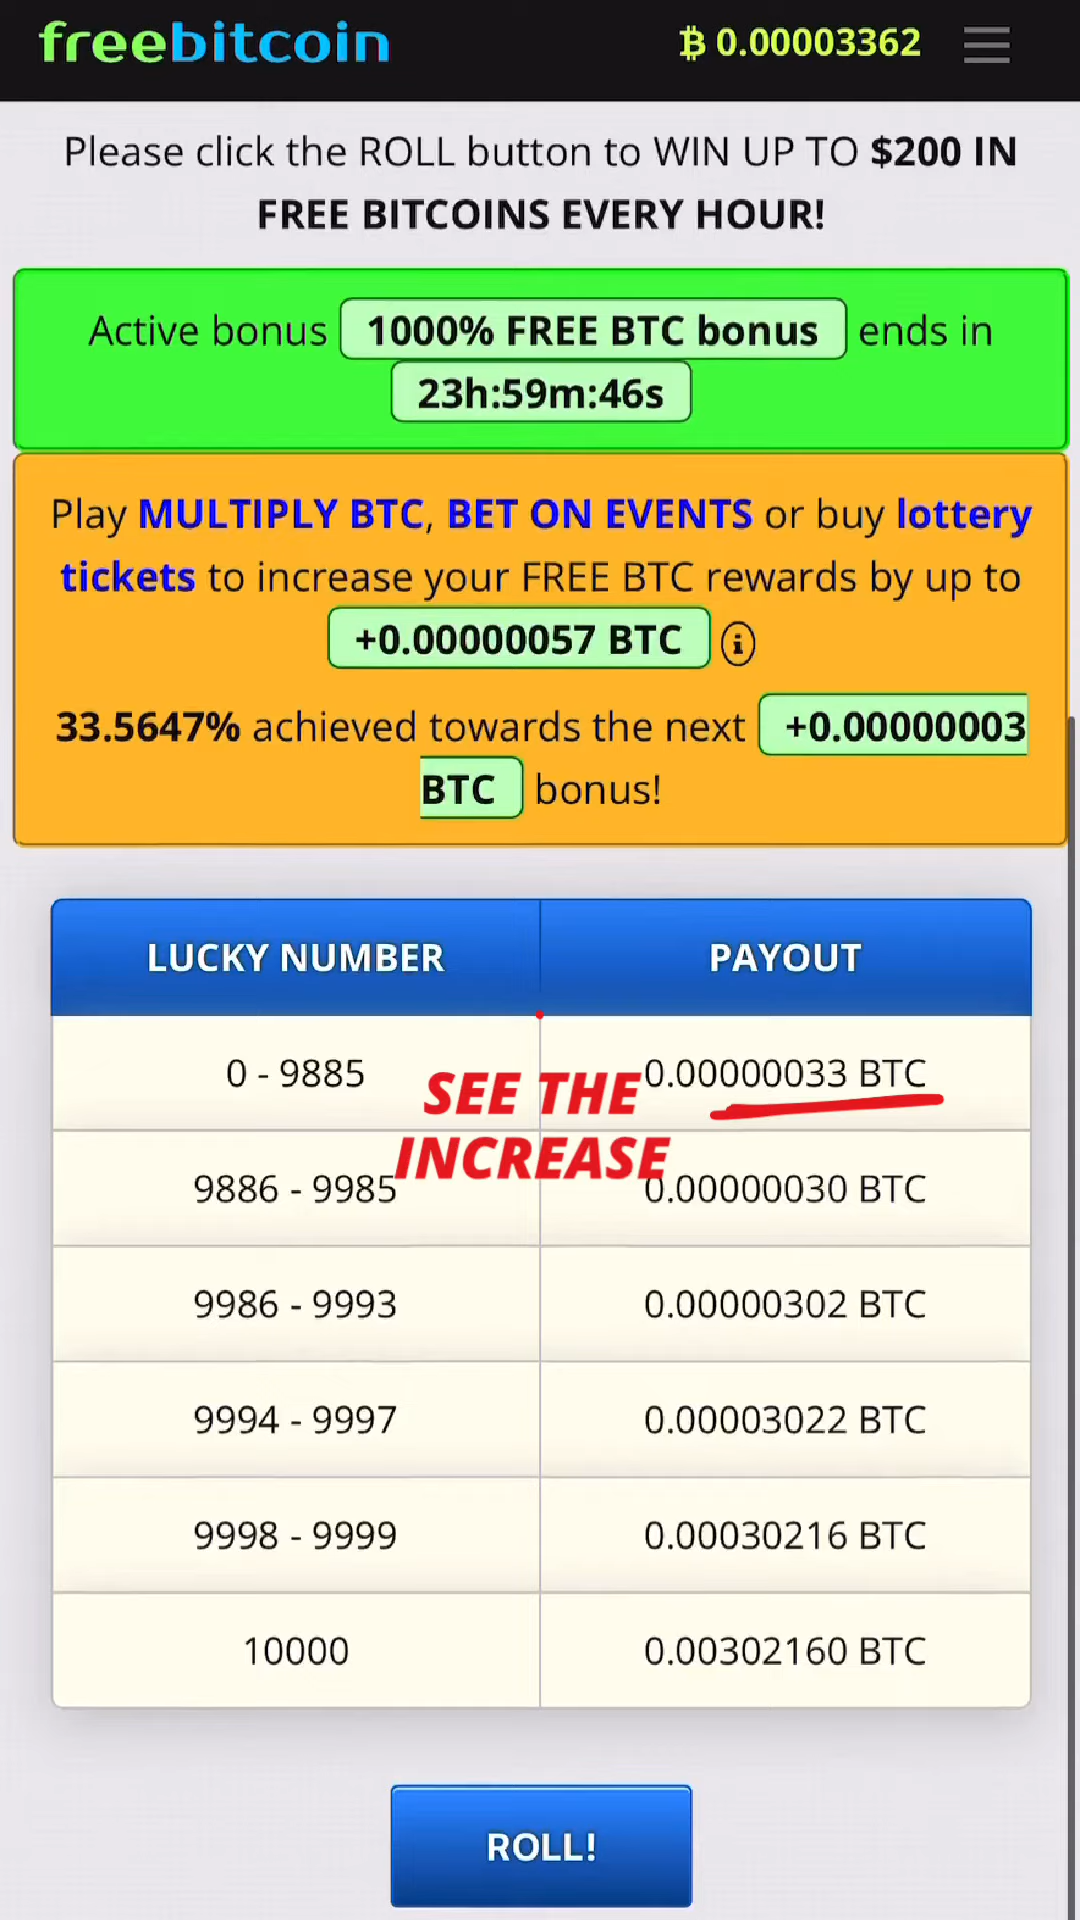 freebitcoin
₿ 0.00003362
Please click the ROLL button to WIN UP TO $200 IN
FREE BITCOINS EVERY HOUR!
Active bonus 1000% FREE BTC bonus ends in
23h:59m:46s
Play MULTIPLY BTC, BET ON EVENTS or buy lottery
tickets to increase your FREE BTC rewards by up to
+0.00000057 BTC i
33.5647% achieved towards the next +0.00000003
BTC bonus!
LUCKY NUMBER PAYOUT
0 - 9885 0.00000033 BTC
SEE THE
INCREASE
9886 - 9985 0.00000030 BTC
9986 - 9993 0.00000302 BTC
9994 - 9997 0.00003022 BTC
9998 - 9999 0.00030216 BTC
10000 0.00302160 BTC
ROLL!